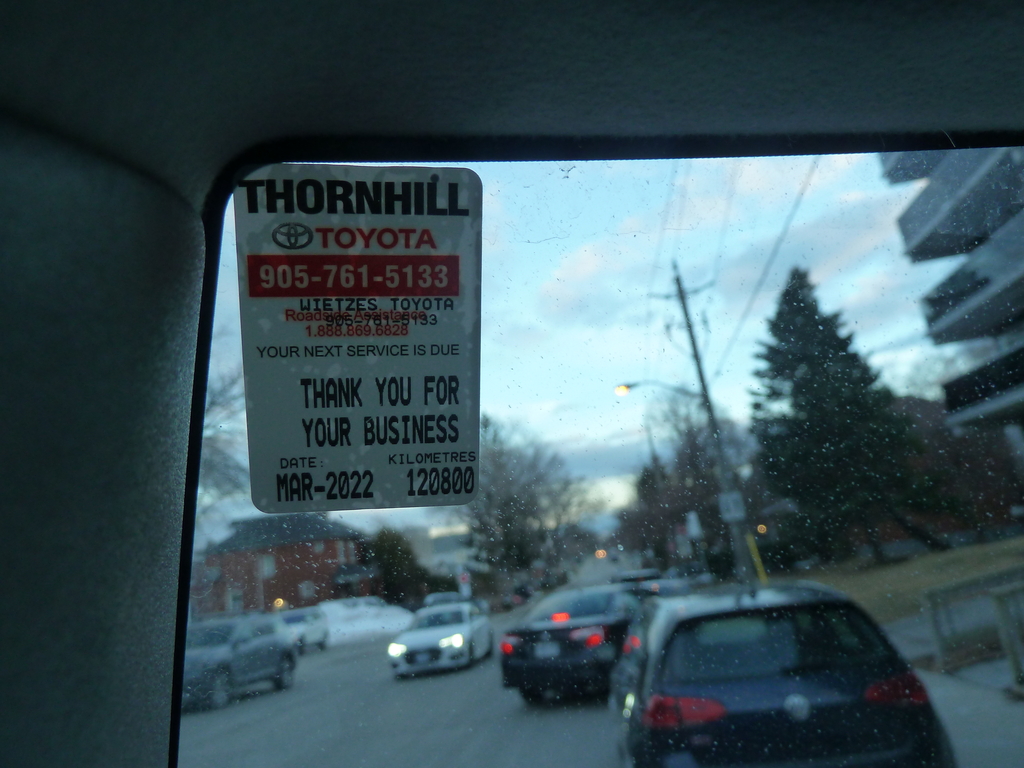 THORNHILL
TOYOTA
905-761-5133
WIETZES TOYOTA
Roadside Assistance
905-761-5133
1.888.869.6828
YOUR NEXT SERVICE IS DUE
THANK YOU FOR
YOUR BUSINESS
DATE: KILOMETRES
MAR-2022 120800